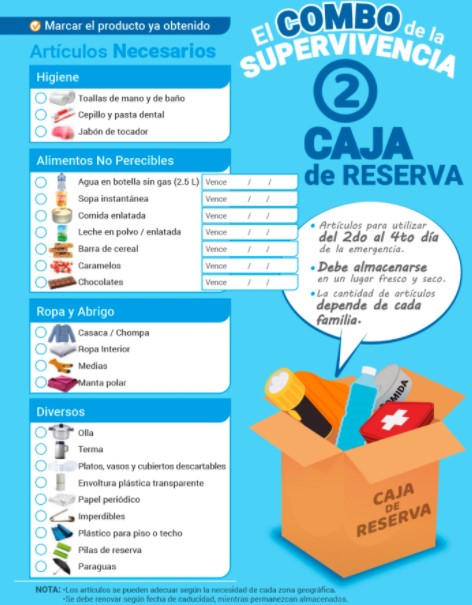 Marcar el producto ya obtenido
Artículos Necesarios
Higiene
Toallas de mano y de baño
Cepillo y pasta dental
Jabón de tocador
Alimentos No Perecibles
Agua en botella sin gas (2.5 L) Vence / /
Sopa instantánea Vence / /
Comida enlatada Vence / /
Leche en polvo / enlatada Vence / /
Barra de cereal Vence / /
Caramelos Vence / /
Chocolates Vence / /
Ropa y Abrigo
Casaca / Chompa
Ropa Interior
Medias
Manta polar
Diversos
Olla
Terma
Platos, vasos y cubiertos descartables
Envoltura plástica transparente
Papel periódico
Imperdibles
Plástico para piso o techo
Pilas de reserva
Paraguas
El COMBO de la
SUPERVIVENCIA
2
CAJA
de RESERVA
• Artículos para utilizar
del 2do al 4to día
de la emergencia.
• Debe almacenarse
en un lugar fresco y seco.
• La cantidad de artículos
depende de cada
familia.
COMIDA
CAJA
DE
RESERVA
NOTA: •Los artículos se pueden adecuar según la necesidad de cada zona geográfica.
•Se debe renovar según fecha de caducidad, mientras permanezcan almacenados.